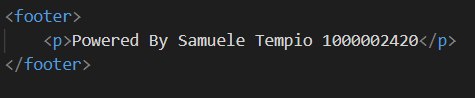 <footer>
<p>Powered By Samuele Tempio 1000002420</p>
</footer>